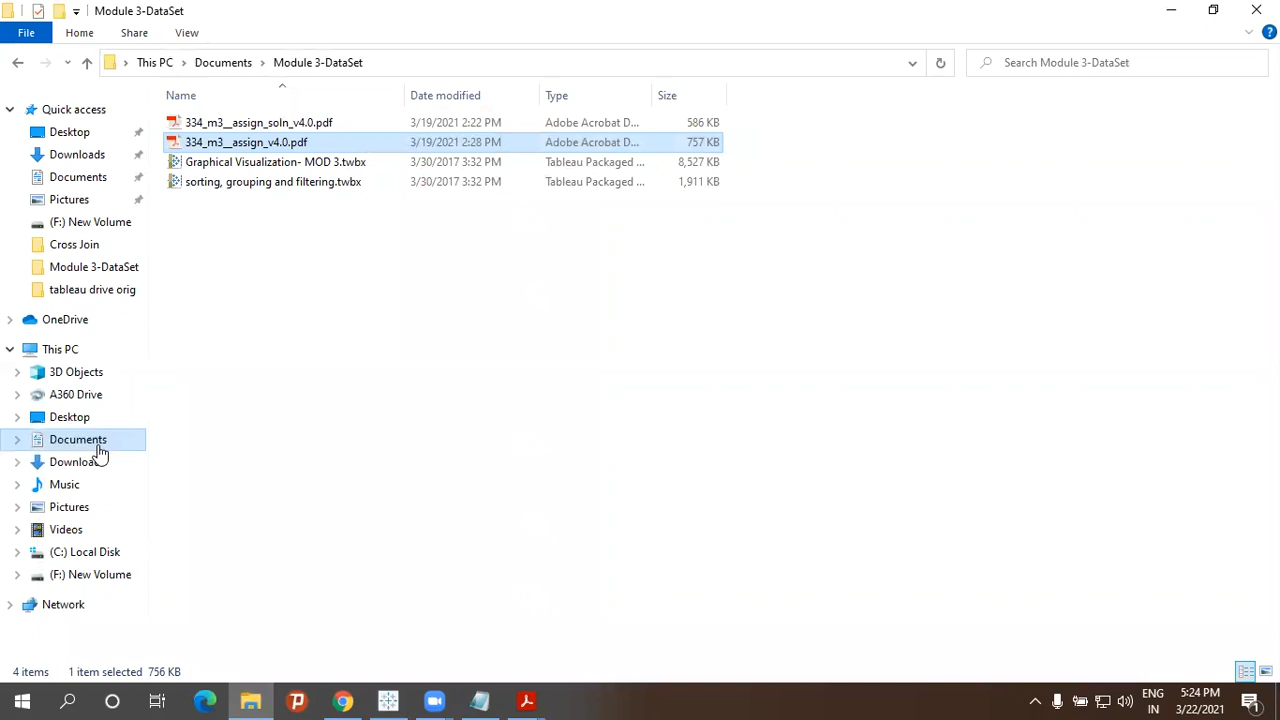 Module 3-DataSet
File Home Share View
This PC Documents Module 3-DataSet Search Module 3-DataSet
Name Date modified Type Size
334_m3__assign_soln_v4.0.pdf 3/19/2021 2:22 PM Adobe Acrobat D... 586 KB
334_m3__assign_v4.0.pdf 3/19/2021 2:28 PM Adobe Acrobat D... 757 KB
Graphical Visualization- MOD 3.twbx 3/30/2017 3:32 PM Tableau Packaged ... 8,527 KB
sorting, grouping and filtering.twbx 3/30/2017 3:32 PM Tableau Packaged ... 1,911 KB
Quick access
Desktop
Downloads
Documents
Pictures
(F:) New Volume
Cross Join
Module 3-DataSet
tableau drive orig
OneDrive
This PC
3D Objects
A360 Drive
Desktop
Documents
Downloa
Music
Pictures
Videos
(C:) Local Disk
(F:) New Volume
Network
4 items 1 item selected 756 KB
ENG 5:24 PM
IN 3/22/2021